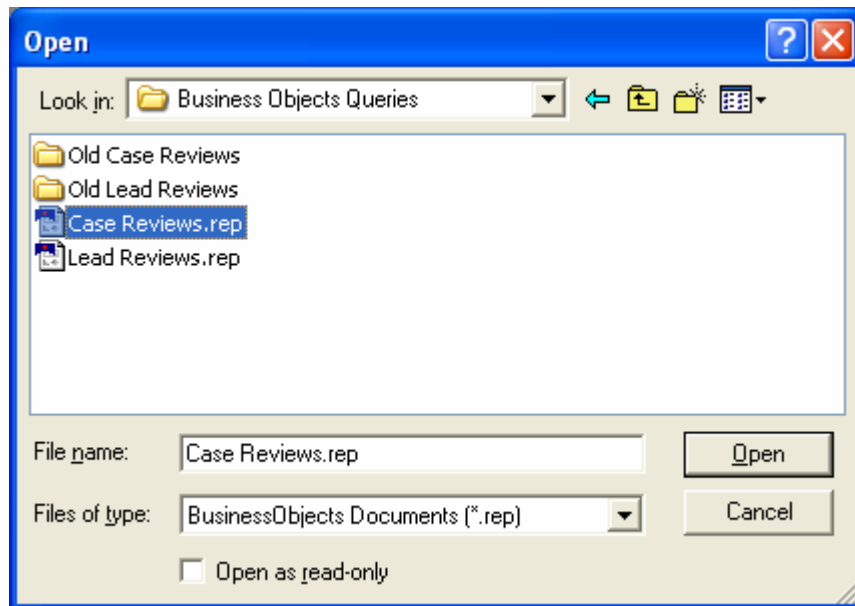 Open
Look in: Business Objects Queries
Old Case Reviews
Old Lead Reviews
Case Reviews.rep
Lead Reviews.rep
File name: Case Reviews.rep Open
Files of type: BusinessObjects Documents (*.rep) Cancel
Open as read-only